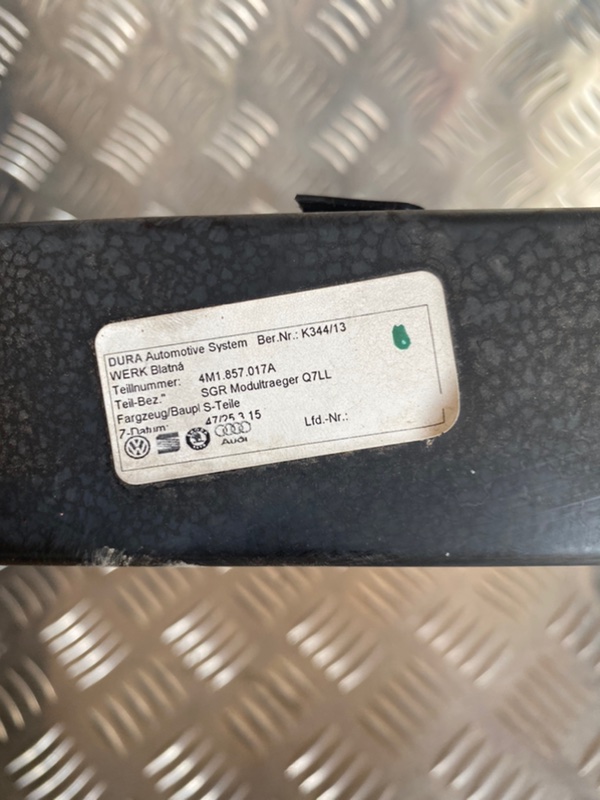 DURA Automotive System Ber.Nr.: K344/13
WERK Blatná
Teillnummer: 4M1.857.017A
Teil-Bez." SGR Modultraeger Q7LL
Fargzeug/Baupl S-Teile
Z-Datum: 47/25.3.15 Lfd.-Nr.:
Audi